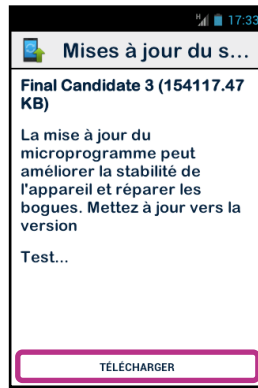 H 17:33
Mises à jour du s...
Final Candidate 3 (154117.47
KB)
La mise à jour du
microprogramme peut
améliorer la stabilité de
l'appareil et réparer les
bogues. Mettez à jour vers la
version
Test...
TÉLÉCHARGER